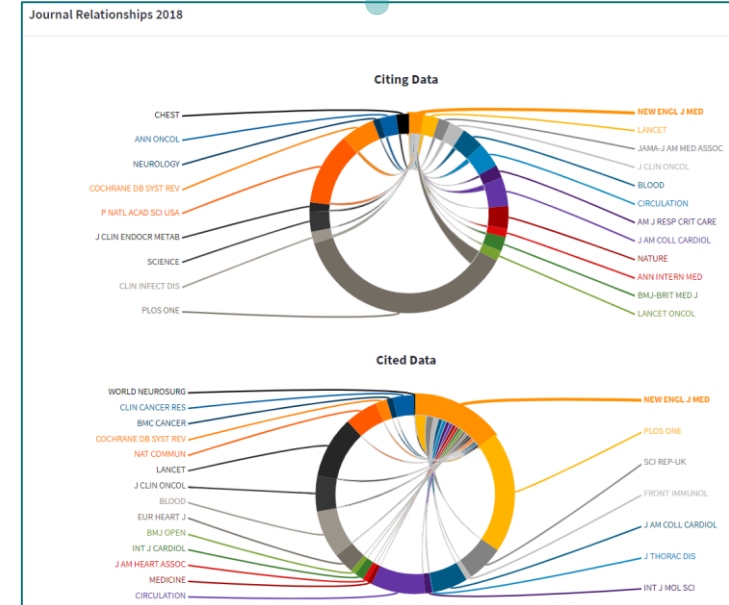 Journal Relationships 2018
Citing Data
CHEST
ANN ONCOL
NEUROLOGY
COCHRANE DB SYST REV
P NATL ACAD SCI USA
J CLIN ENDOCR METAB
SCIENCE
CLIN INFECT DIS
PLOS ONE
NEW ENGL J MED
LANCET
JAMA-J AM MED ASSOC
J CLIN ONCOL
BLOOD
CIRCULATION
AM J RESP CRIT CARE
J AM COLL CARDIOL
NATURE
ANN INTERN MED
BMJ-BRIT MED J
LANCET ONCOL
Cited Data
WORLD NEUROSURG
CLIN CANCER RES
BMC CANCER
COCHRANE DB SYST REV
NAT COMMUN
LANCET
J CLIN ONCOL
BLOOD
EUR HEART J
BMJ OPEN
INT J CARDIOL
J AM HEART ASSOC
MEDICINE
CIRCULATION
NEW ENGL J MED
PLOS ONE
SCI REP-UK
FRONT IMMUNOL
J AM COLL CARDIOL
J THORAC DIS
INT J MOL SCI